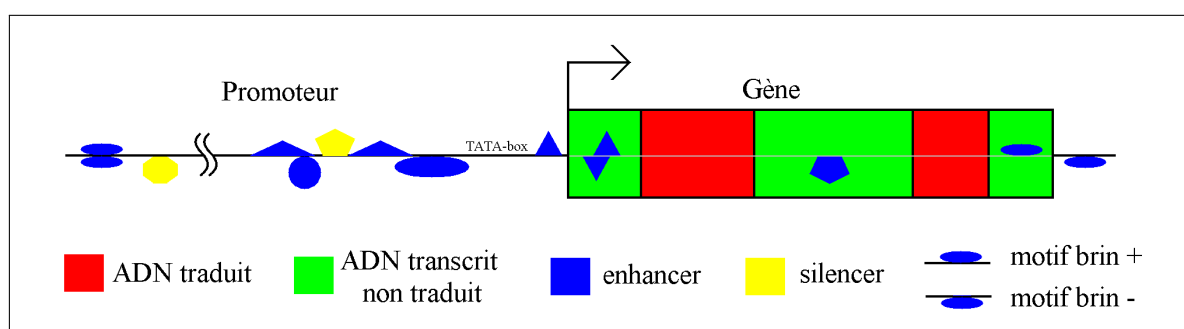 Promoteur
Gène
TATA-box
ADN traduit
ADN transcrit
non traduit
enhancer
silencer
motif brin +
motif brin -